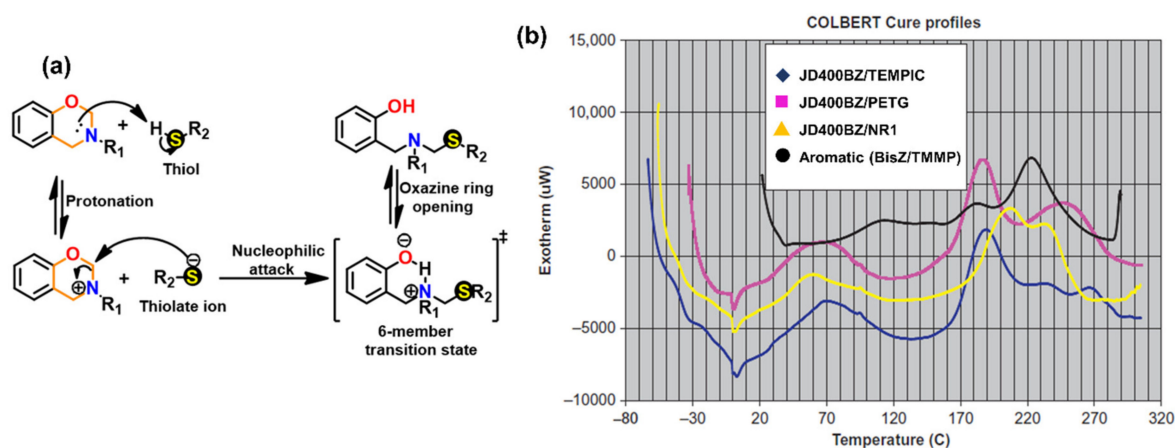 (a)
O
N
R1
+
H
S
R2
Thiol
Protonation
O
⊕
N
R1
+
R2
S
⊖
Thiolate ion
Nucleophilic
attack
OH
N
R1
S
R2
Oxazine ring
opening
⊖
O
H
⊕
N
R1
S
R2
‡
6-member
transition state
(b)
COLBERT Cure profiles
JD400BZ/TEMPIC
JD400BZ/PETG
JD400BZ/NR1
Aromatic (BisZ/TMMP)
Exotherm (uW)
15,000
10,000
5000
0
−5000
−10000
−80 −30 20 70 120 170 220 270 320
Temperature (C)